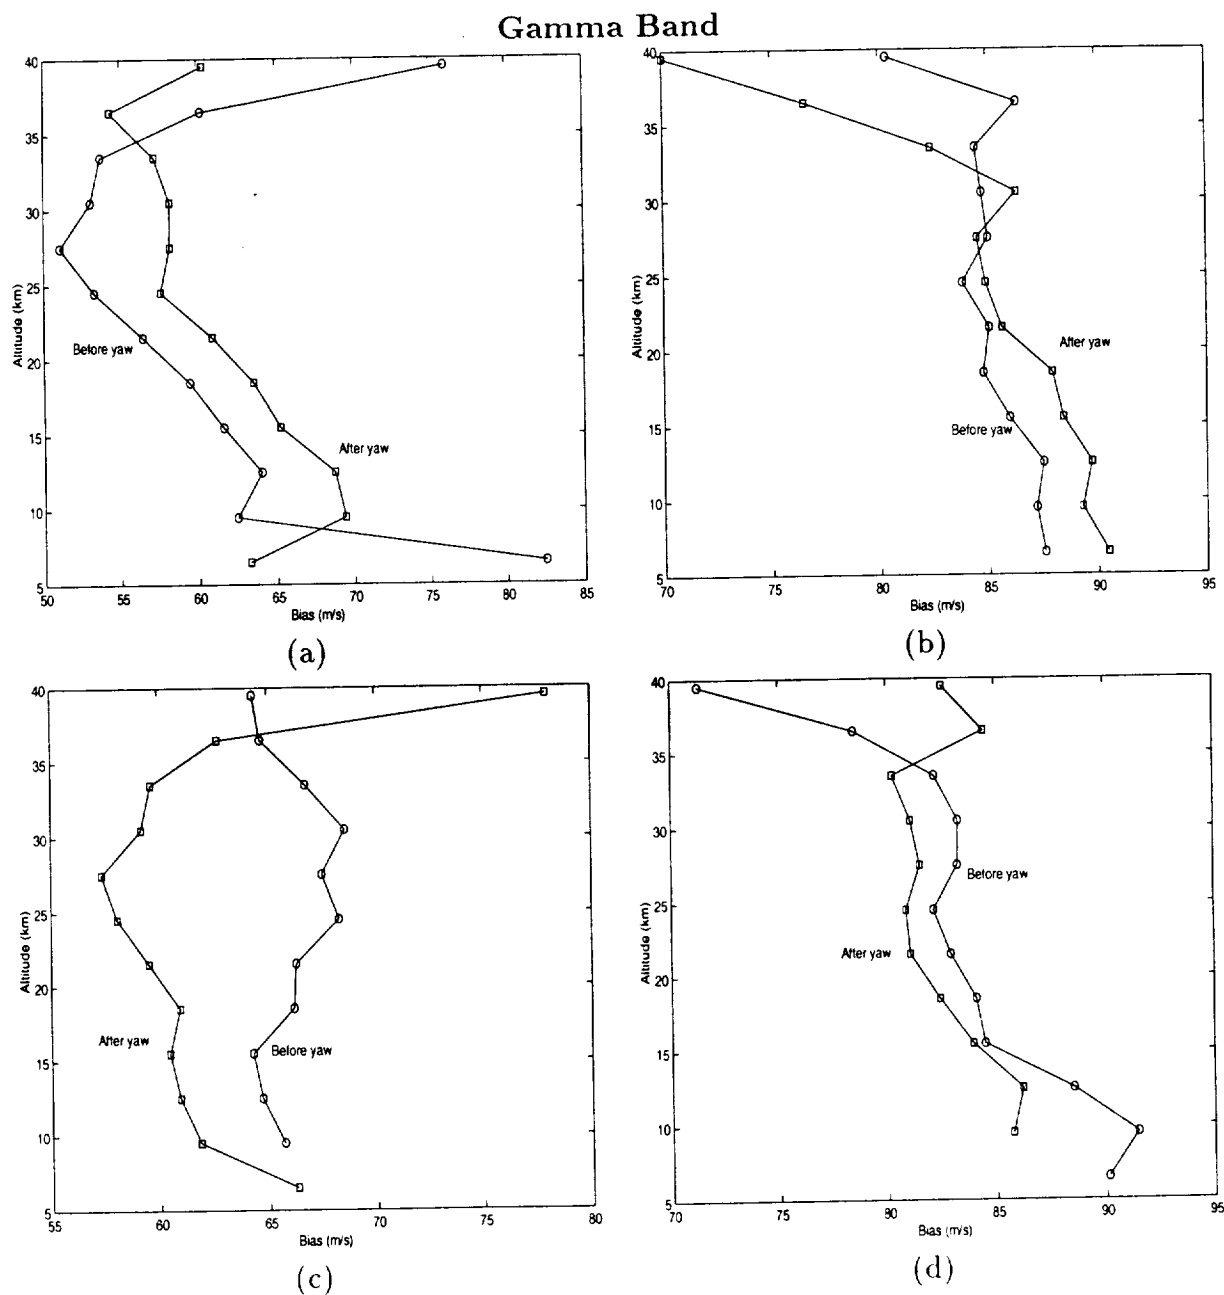 Gamma Band
40
35
30
25
20
15
10
5
Altitude (km)
Before yaw
After yaw
50 55 60 65 70 75 80 85
Bias (m/s)
(a)
40
35
30
25
20
15
10
5
Altitude (km)
After yaw
Before yaw
70 75 80 85 90 95
Bias (m/s)
(b)
40
35
30
25
20
15
10
5
Altitude (km)
After yaw
Before yaw
55 60 65 70 75 80
Bias (m/s)
(c)
40
35
30
25
20
15
10
5
Altitude (km)
Before yaw
After yaw
70 75 80 85 90 95
Bias (m/s)
(d)